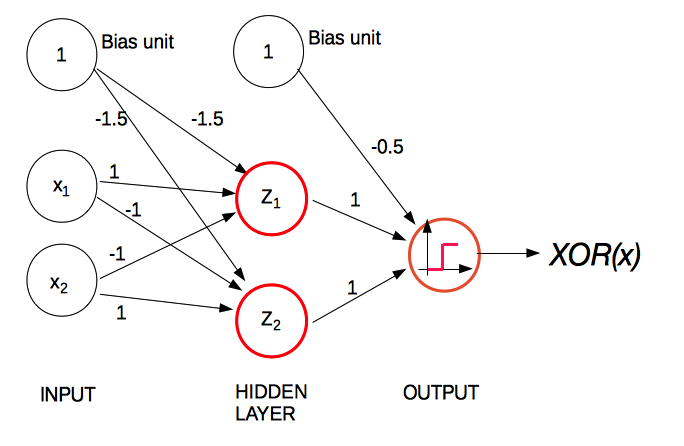 1
Bias unit
1
Bias unit
-1.5
-1.5
-0.5
x1
1
-1
Z1
1
XOR(x)
x2
-1
1
Z2
1
INPUT
HIDDEN
LAYER
OUTPUT